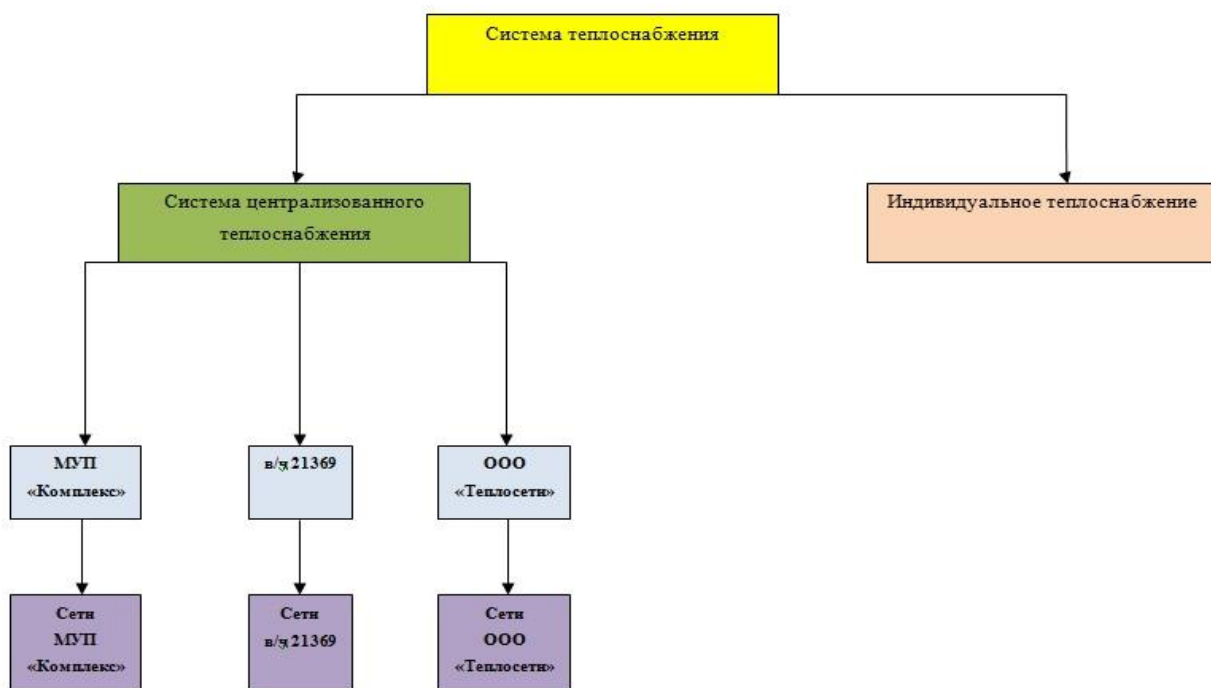 Система теплоснабжения
Система централизованного
теплоснабжения
Индивидуальное теплоснабжение
МУП
«Комплекс»
в/ч 21369
ООО
«Теплосети»
Сети
МУП
«Комплекс»
Сети
в/ч 21369
Сети
ООО
«Теплосети»